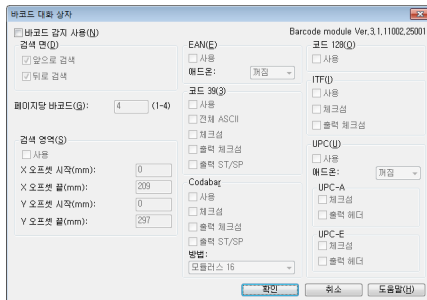 바코드 대화 상자
바코드 감지 사용(N)
Barcode module Ver.3.1.11002.25001
검색 면(D)
앞으로 검색
뒤로 검색
페이지당 바코드(G): 4 (1-4)
검색 영역(S)
사용
X 오프셋 시작(mm): 0
X 오프셋 끝(mm): 209
Y 오프셋 시작(mm): 0
Y 오프셋 끝(mm): 297
EAN(E)
사용
애드온: 꺼짐
코드 39(3)
사용
전체 ASCII
체크섬
출력 체크섬
출력 ST/SP
Codabar
사용
체크섬
출력 체크섬
출력 ST/SP
방법:
모듈러스 16
코드 128(O)
사용
ITF(I)
사용
체크섬
출력 체크섬
UPC(U)
사용
애드온: 꺼짐
UPC-A
체크섬
출력 헤더
UPC-E
체크섬
출력 헤더
확인
취소
도움말(H)